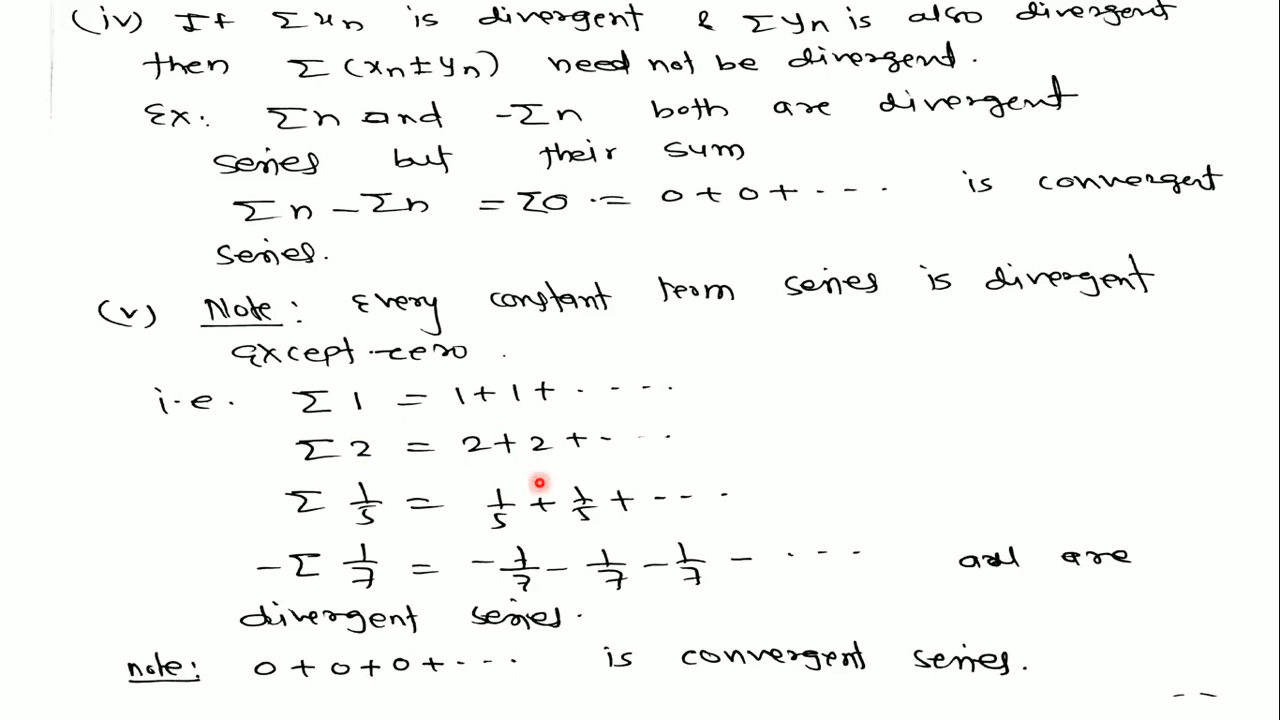 (iv) If Σxn is divergent & Σyn is also divergent
then Σ(xn±yn) need not be divergent.
Ex: Σn and -Σn both are divergent
series but their sum
Σn - Σn = Σ0 = 0+0+--- is convergent
series.
(v) Note: Every constant term series is divergent
except zero.
i.e. Σ1 = 1+1+----
Σ2 = 2+2+---
Σ 1/5 = 1/5 + 1/5 + ---
-Σ 1/7 = -1/7 - 1/7 - 1/7 - --- all are
divergent series.
note: 0+0+0+--- is convergent series.